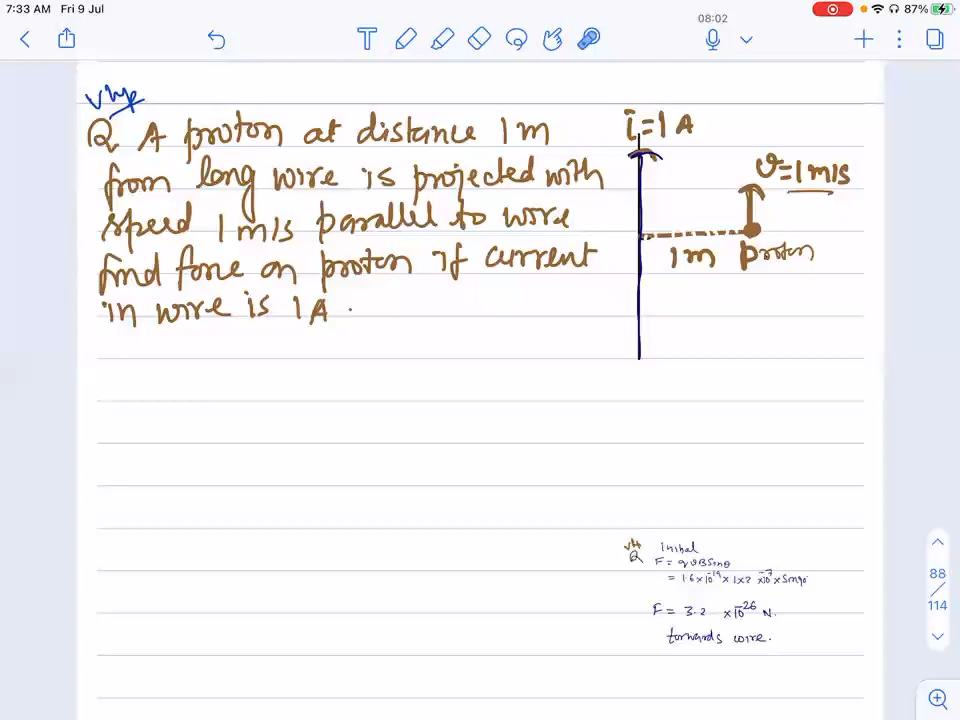 7:33 AM Fri 9 Jul
87%
08:02
Vimp
Q A proton at distance 1m
from long wire is projected with
speed 1m/s parallel to wire
find force on proton if current
in wire is 1A.
i=1A
v=1m/s
1m proton
Q initial
F = qvBSinθ
= 1.6×10⁻¹⁹×1×2×10⁻⁷×Sin90
F = 3.2 ×10⁻²⁶ N.
towards wire.
88
/
114